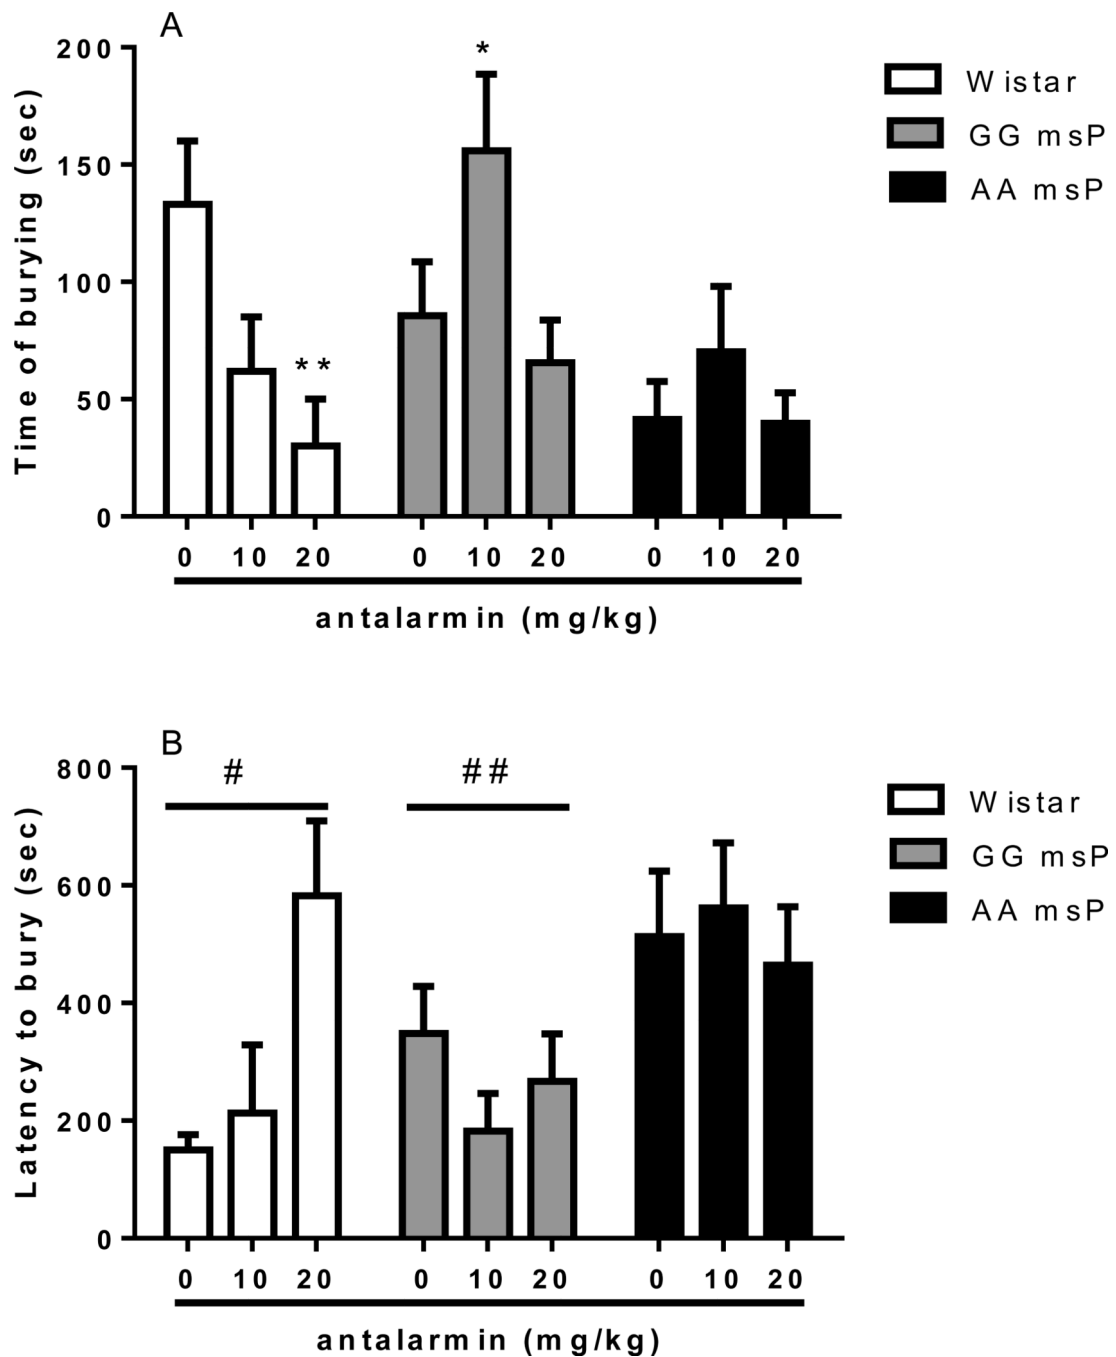 A
*
* *
Time of burying (sec)
200
150
100
50
0
0 10 20 0 10 20 0 10 20
antalarmin (mg/kg)
Wistar
GG msP
AA msP
B
#
##
Latency to bury (sec)
800
600
400
200
0
0 10 20 0 10 20 0 10 20
antalarmin (mg/kg)
Wistar
GG msP
AA msP